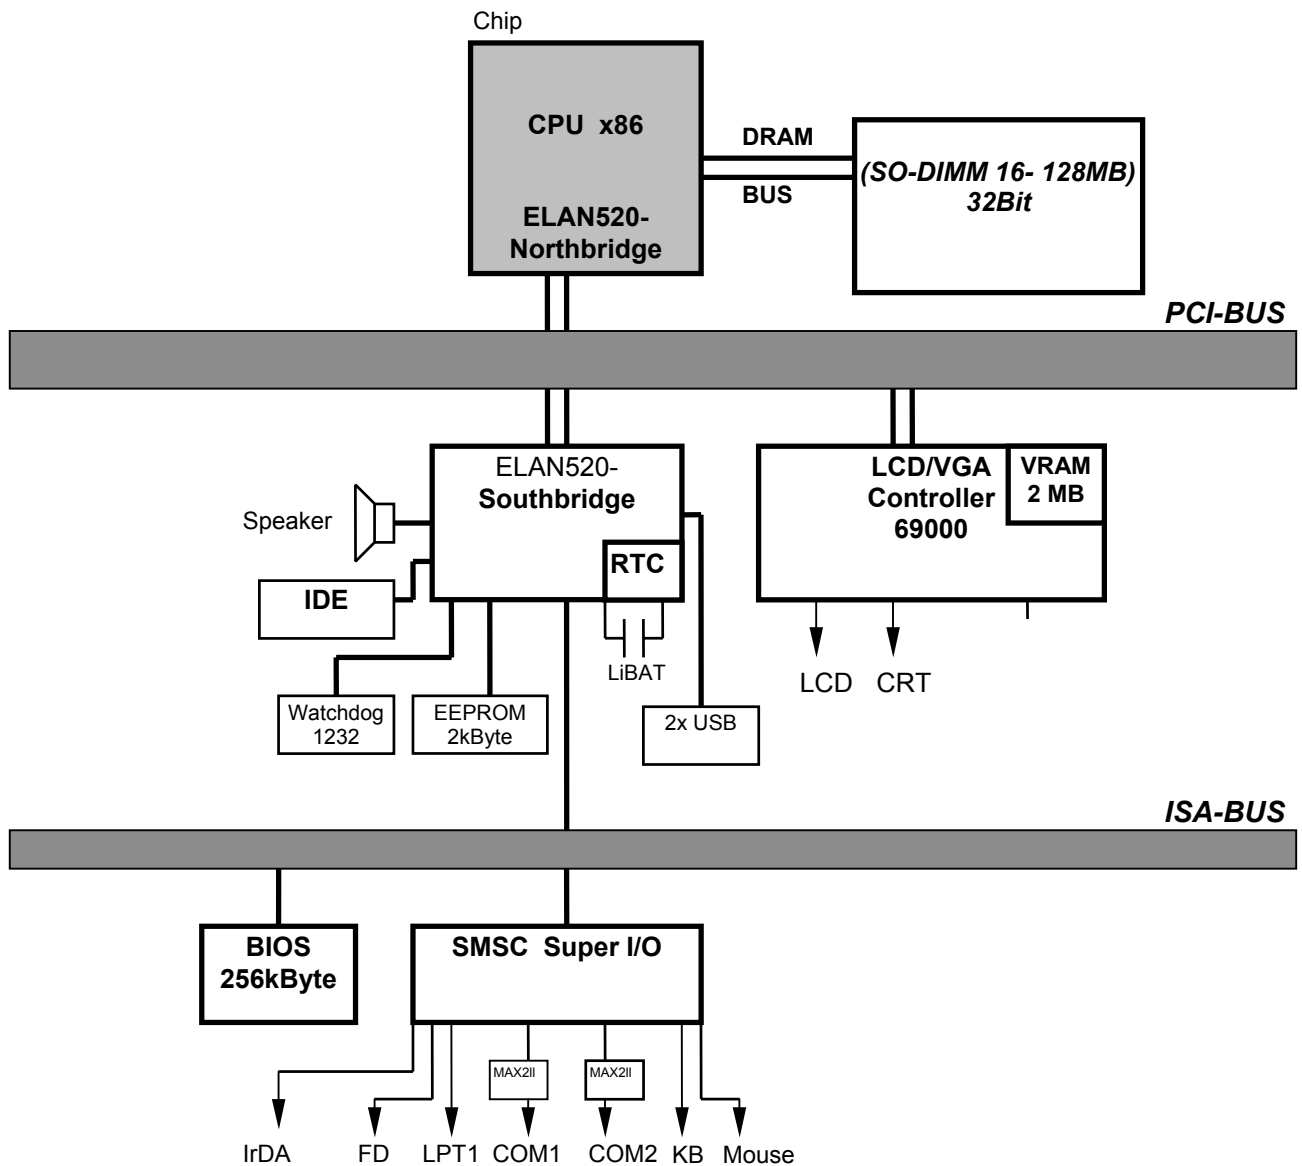 Chip
CPU x86
ELAN520-
Northbridge
DRAM
BUS
(SO-DIMM 16- 128MB)
32Bit
PCI-BUS
ELAN520-
Southbridge
RTC
Speaker
IDE
LiBAT
Watchdog
1232
EEPROM
2kByte
2x USB
LCD/VGA
Controller
69000
VRAM
2 MB
LCD
CRT
ISA-BUS
BIOS
256kByte
SMSC Super I/O
MAX2II
MAX2II
IrDA
FD
LPT1
COM1
COM2
KB
Mouse